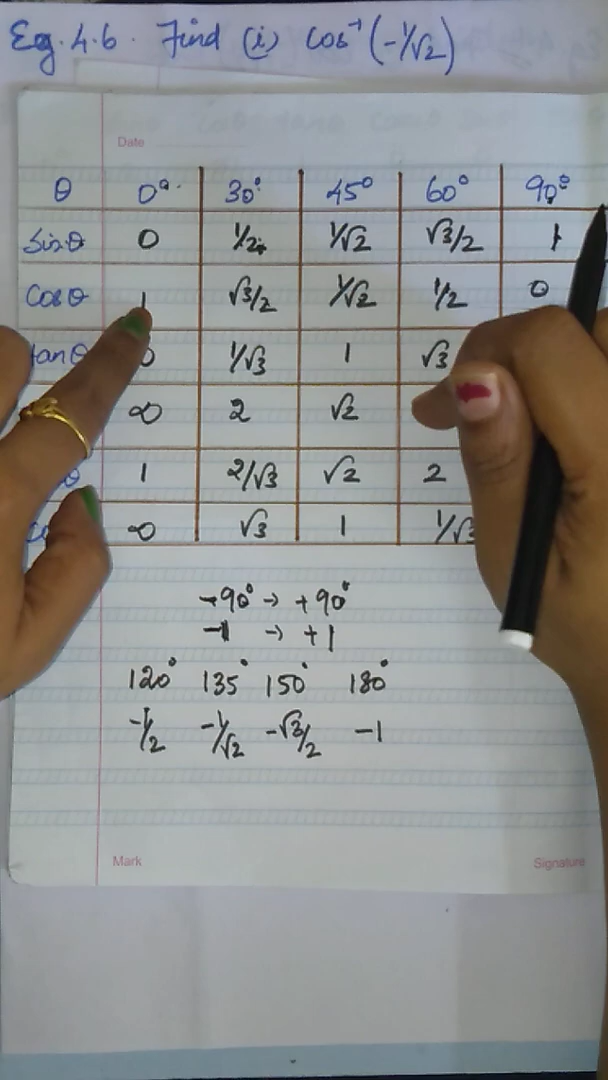 Eg. 4.6. Find (i) Cos⁻¹ (-1/√2)
Date
θ 0° 30° 45° 60° 90°
Sinθ 0 1/2 1/√2 √3/2 1
Cosθ 1 √3/2 1/√2 1/2 0
tanθ 0 1/√3 1 √3
∞ 2 √2
θ 1 2/√3 √2 2
∞ √3 1 1/√3
-90° → +90°
-1 → +1
120° 135° 150° 180°
-1/2 -1/√2 -√3/2 -1
Mark Signature